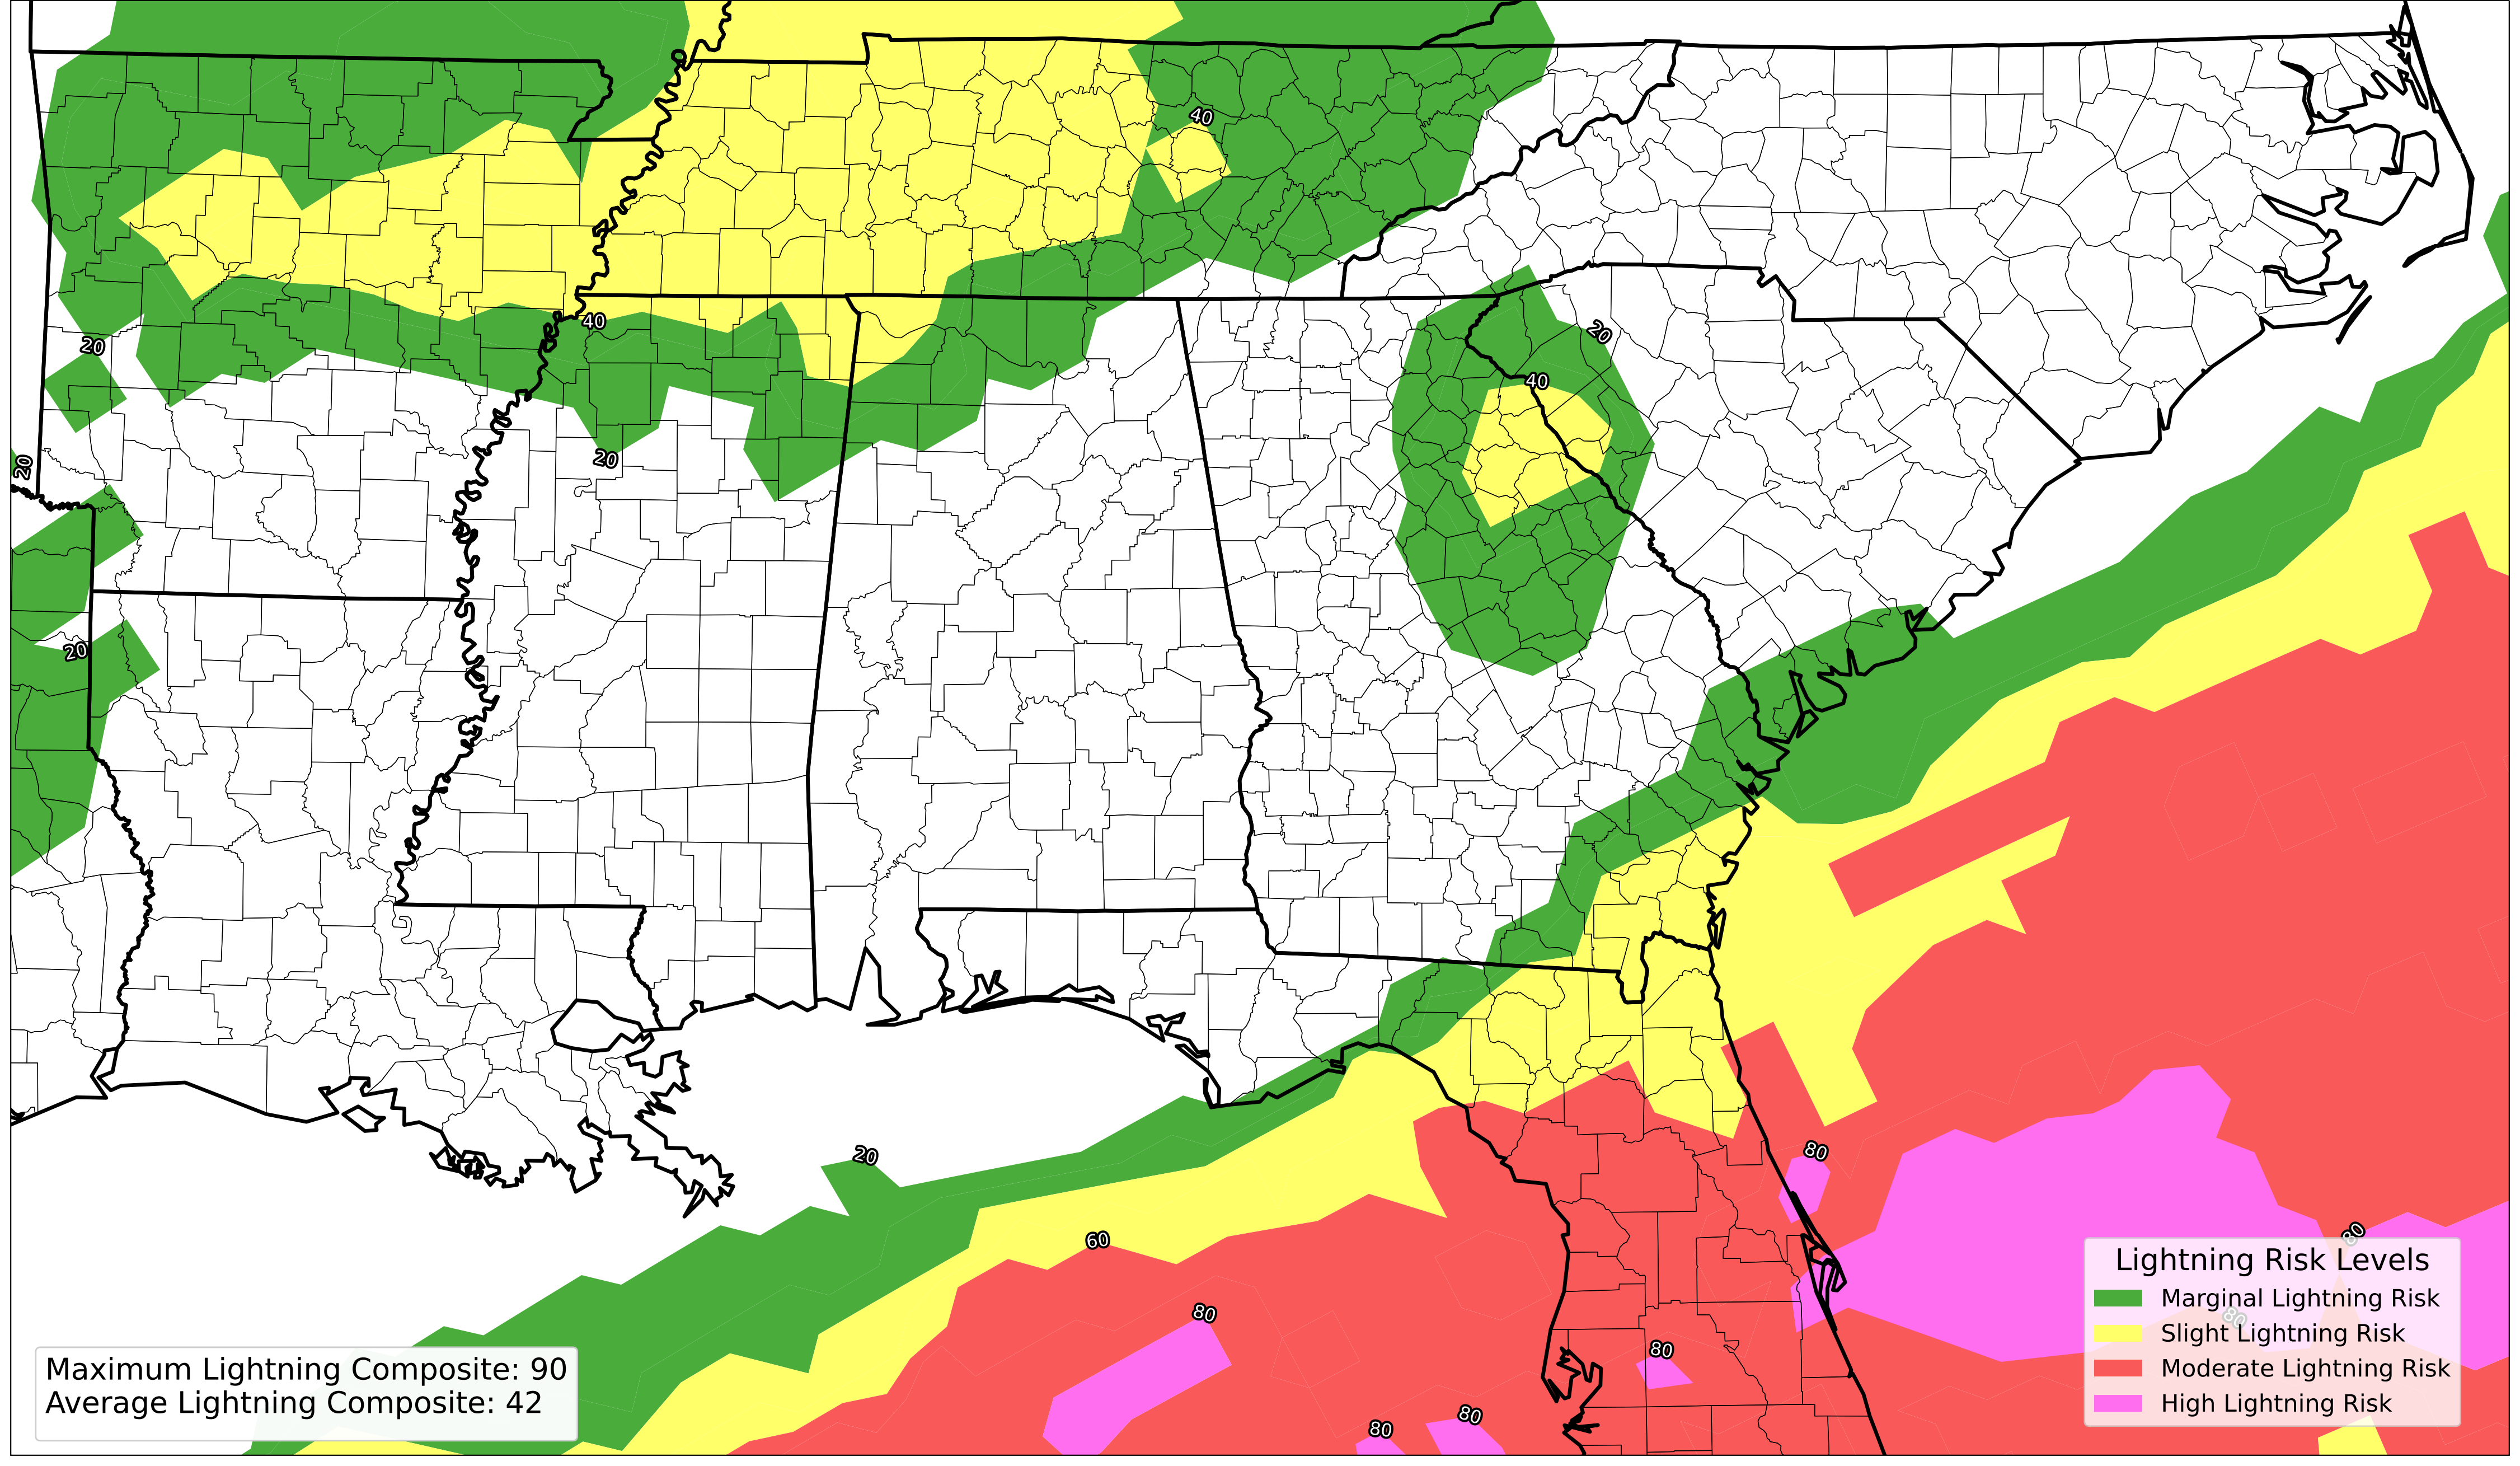 40
20
40
20
40
20
20
20
20
80
60
80
80
80
80
80
80
80
Lightning Risk Levels
Marginal Lightning Risk
Slight Lightning Risk
Moderate Lightning Risk
High Lightning Risk
Maximum Lightning Composite: 90
Average Lightning Composite: 42